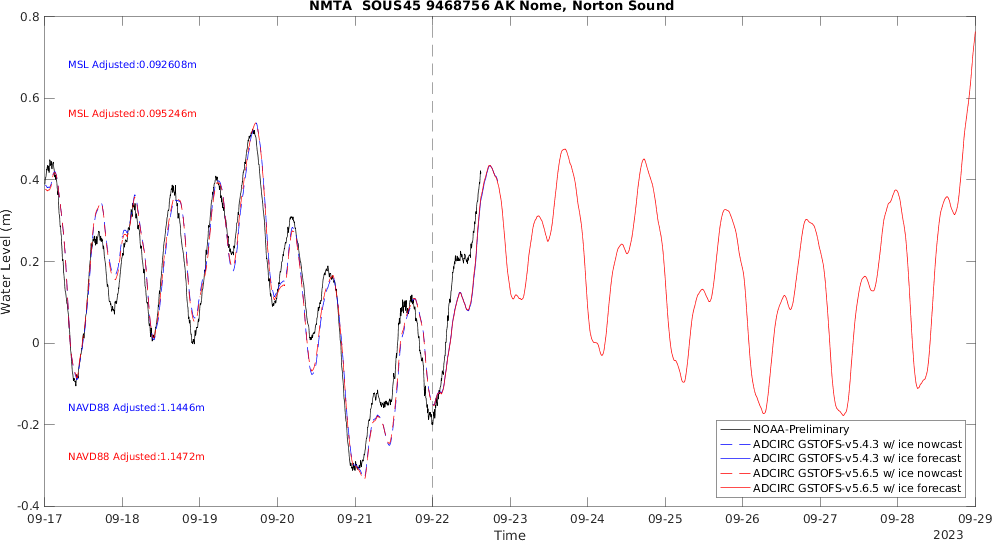 NMTA  SOUS45 9468756 AK Nome, Norton Sound
0.8
0.6
0.4
0.2
0
-0.2
-0.4
Water Level (m)
MSL Adjusted:0.092608m
MSL Adjusted:0.095246m
NAVD88 Adjusted:1.1446m
NAVD88 Adjusted:1.1472m
NOAA-Preliminary
ADCIRC GSTOFS-v5.4.3 w/ ice nowcast
ADCIRC GSTOFS-v5.4.3 w/ ice forecast
ADCIRC GSTOFS-v5.6.5 w/ ice nowcast
ADCIRC GSTOFS-v5.6.5 w/ ice forecast
09-17 09-18 09-19 09-20 09-21 09-22 09-23 09-24 09-25 09-26 09-27 09-28 09-29
Time
2023